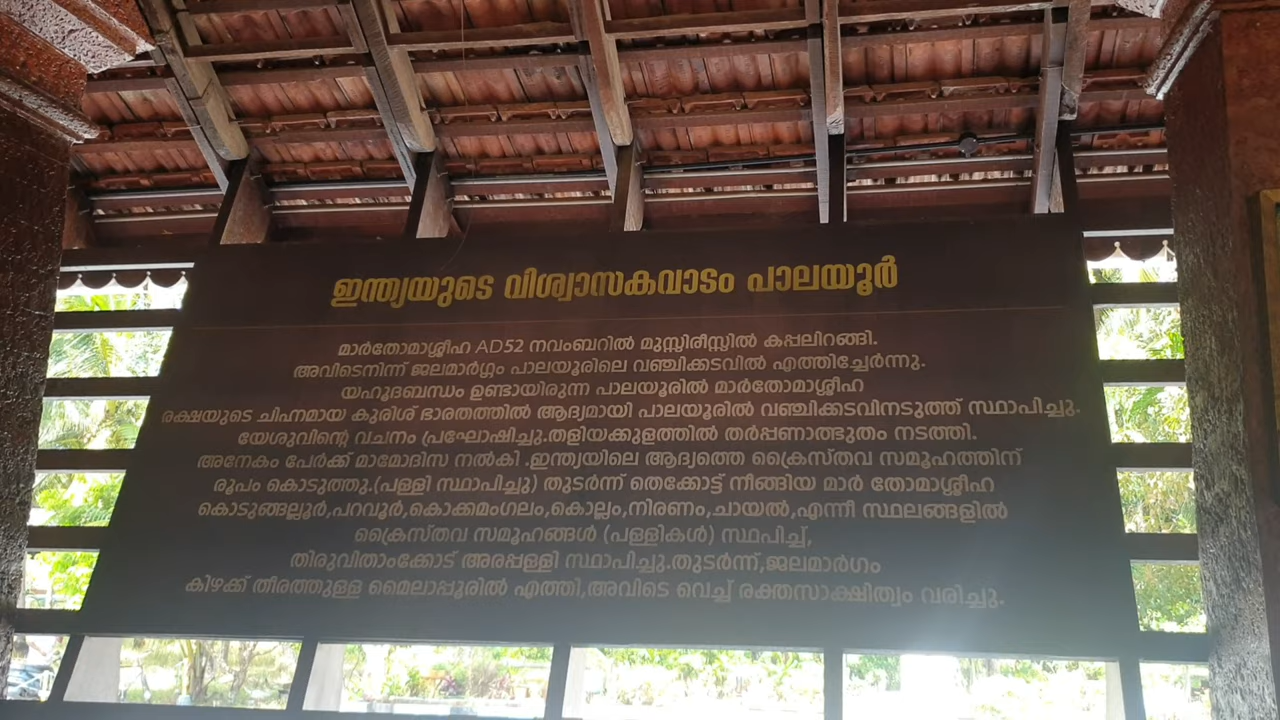 ഇന്ത്യയുടെ വിശ്വാസകവാടം പാലയൂർ
മാർതോമാശ്ലീഹ AD52 നവംബറിൽ മുസ്സിരീസ്സിൽ കപ്പലിറങ്ങി.
അവിടെനിന്ന് ജലമാർഗ്ഗം പാലയൂരിലെ വഞ്ചിക്കടവിൽ എത്തിച്ചേർന്നു.
യഹൂദബന്ധം ഉണ്ടായിരുന്ന പാലയൂരിൽ മാർതോമാശ്ലീഹ
രക്ഷയുടെ ചിഹ്നമായ കുരിശ് ഭാരതത്തിൽ ആദ്യമായി പാലയൂരിൽ വഞ്ചിക്കടവിനടുത്ത് സ്ഥാപിച്ചു.
യേശുവിന്റെ വചനം പ്രഘോഷിച്ചു.തളിയക്കുളത്തിൽ തർപ്പണാത്ഭുതം നടത്തി.
അനേകം പേർക്ക് മാമോദിസ നൽകി .ഇന്ത്യയിലെ ആദ്യത്തെ ക്രൈസ്തവ സമൂഹത്തിന്
രൂപം കൊടുത്തു.(പള്ളി സ്ഥാപിച്ചു) തുടർന്ന് തെക്കോട്ട് നീങ്ങിയ മാർ തോമാശ്ലീഹ
കൊടുങ്ങല്ലൂർ,പറവൂർ,കൊക്കമംഗലം,കൊല്ലം,നിരണം,ചായൽ,എന്നീ സ്ഥലങ്ങളിൽ
ക്രൈസ്തവ സമൂഹങ്ങൾ (പള്ളികൾ) സ്ഥപിച്ച്,
തിരുവിതാംക്കോട് അരപ്പള്ളി സ്ഥാപിച്ചു.തുടർന്ന്,ജലമാർഗം
കിഴക്ക് തീരത്തുള്ള മൈലാപ്പൂരിൽ എത്തി,അവിടെ വെച്ച് രക്തസാക്ഷിത്വം വരിച്ചു.